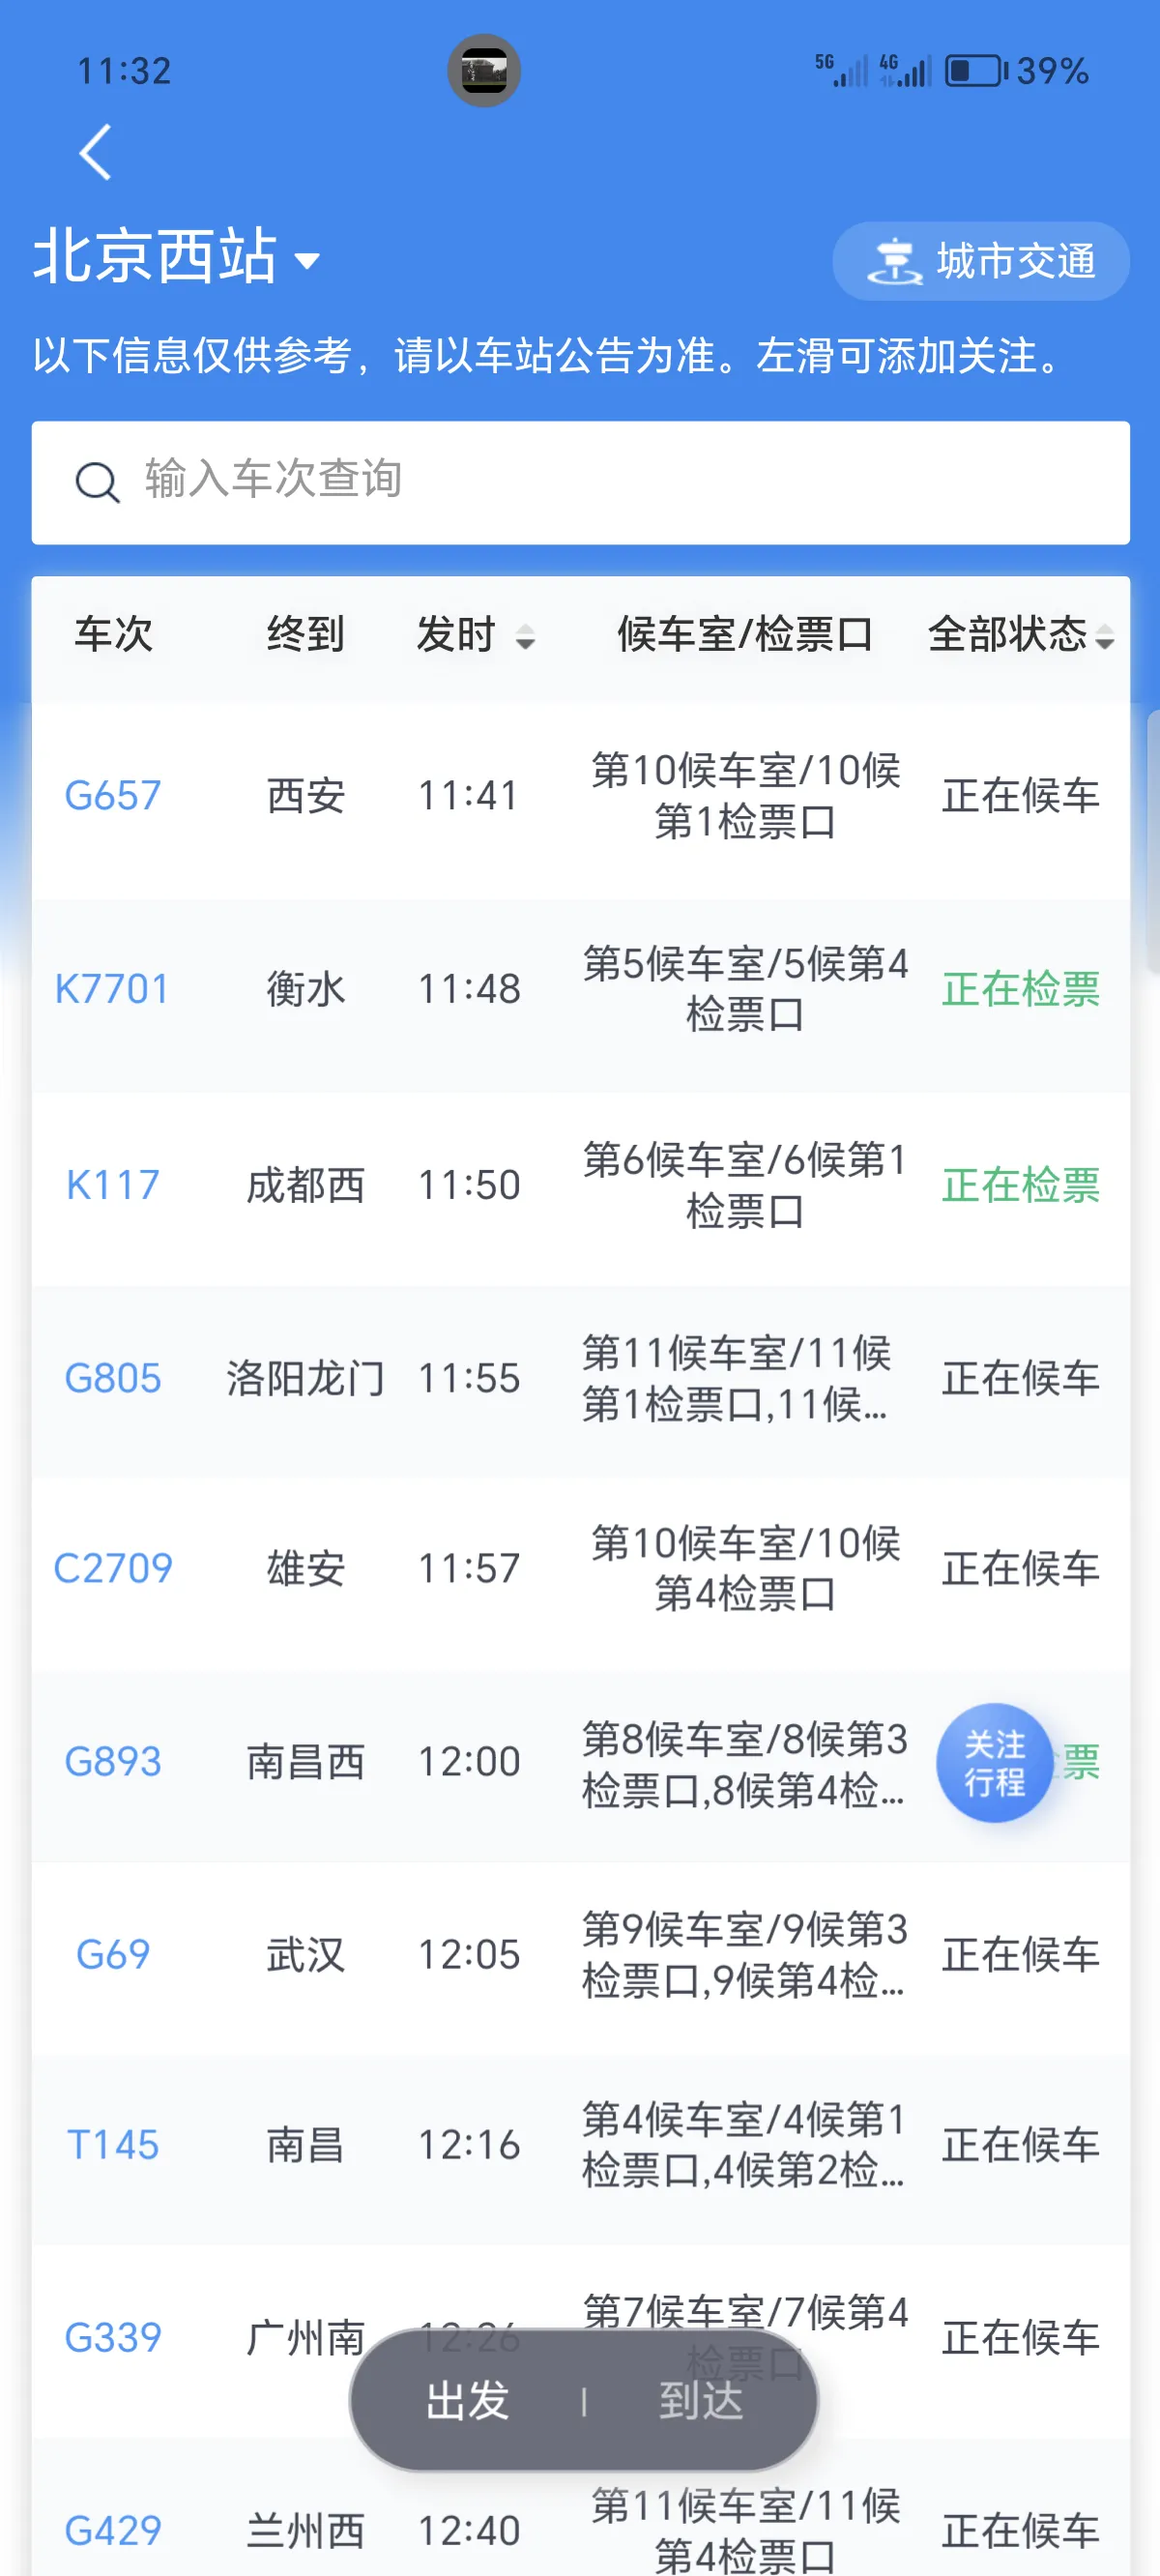 11:32
5G 4G 39%
北京西站
城市交通
以下信息仅供参考，请以车站公告为准。左滑可添加关注。
输入车次查询
车次 终到 发时 候车室/检票口 全部状态
G657 西安 11:41 第10候车室/10候
第1检票口 正在候车
K7701 衡水 11:48 第5候车室/5候第4
检票口 正在检票
K117 成都西 11:50 第6候车室/6候第1
检票口 正在检票
G805 洛阳龙门 11:55 第11候车室/11候
第1检票口,11候... 正在候车
C2709 雄安 11:57 第10候车室/10候
第4检票口 正在候车
G893 南昌西 12:00 第8候车室/8候第3
检票口,8候第4检... 票
关注
行程
G69 武汉 12:05 第9候车室/9候第3
检票口,9候第4检... 正在候车
T145 南昌 12:16 第4候车室/4候第1
检票口,4候第2检... 正在候车
G339 广州南 12:26 第7候车室/7候第4
检票口 正在候车
出发 | 到达
G429 兰州西 12:40 第11候车室/11候
第4检票口 正在候车